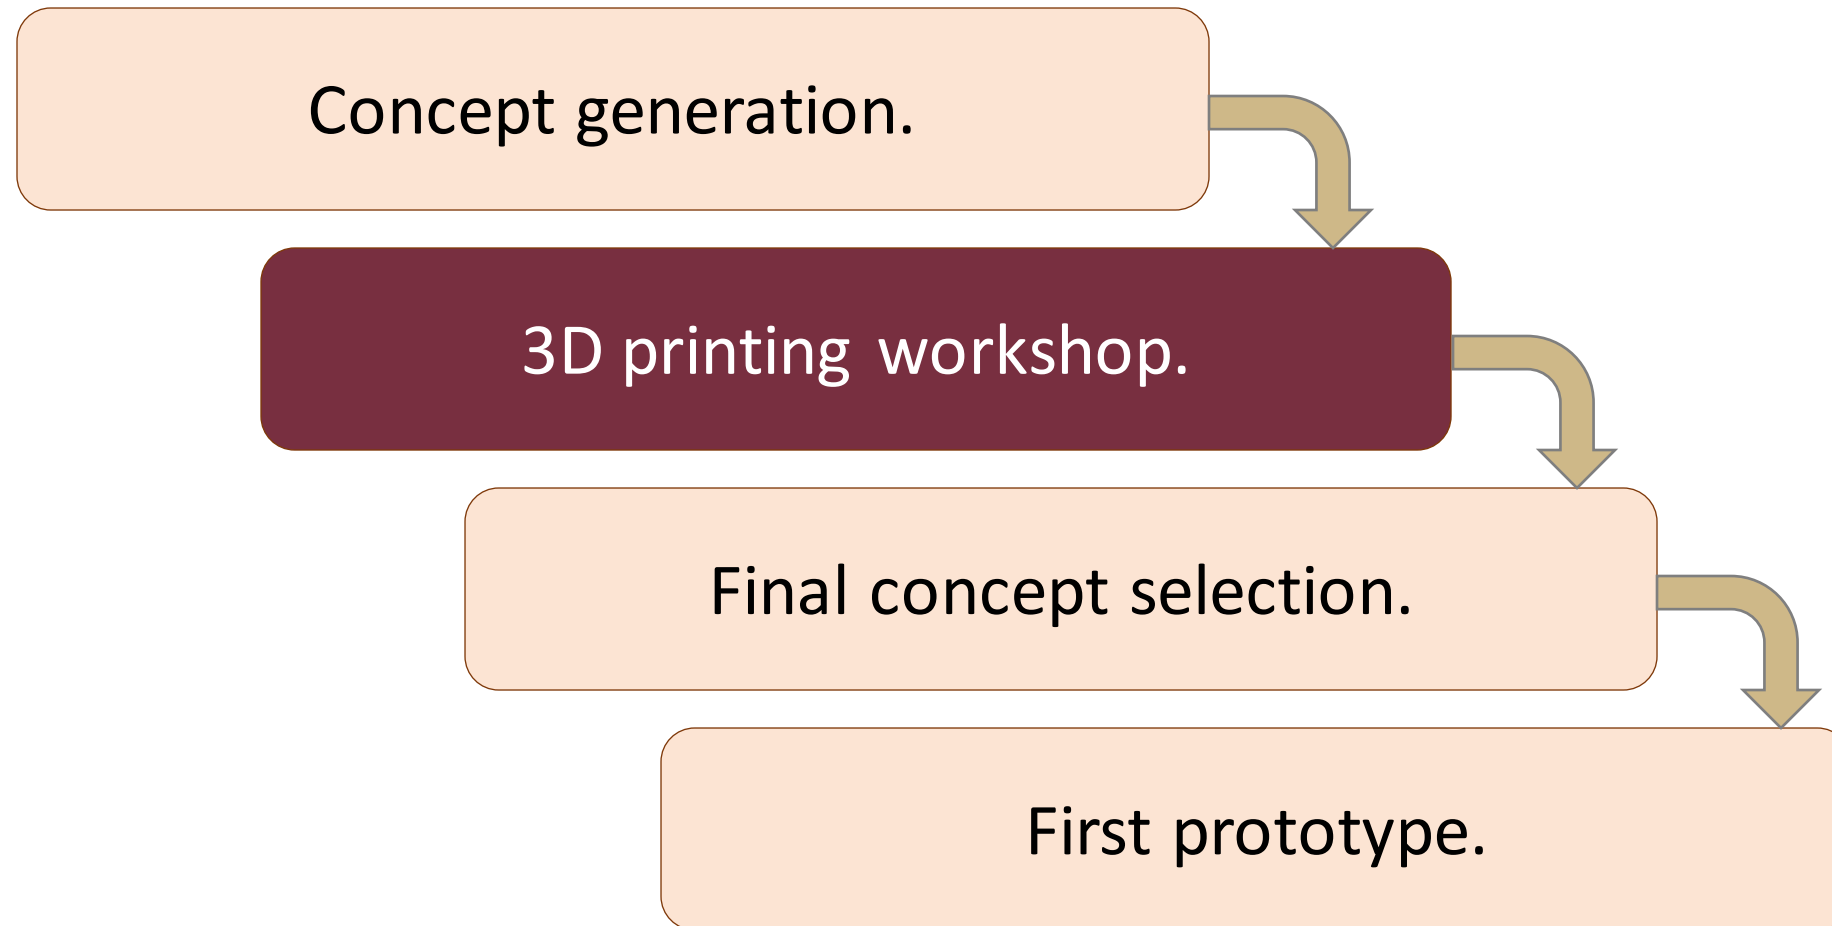 Concept generation.
3D printing workshop.
Final concept selection.
First prototype.